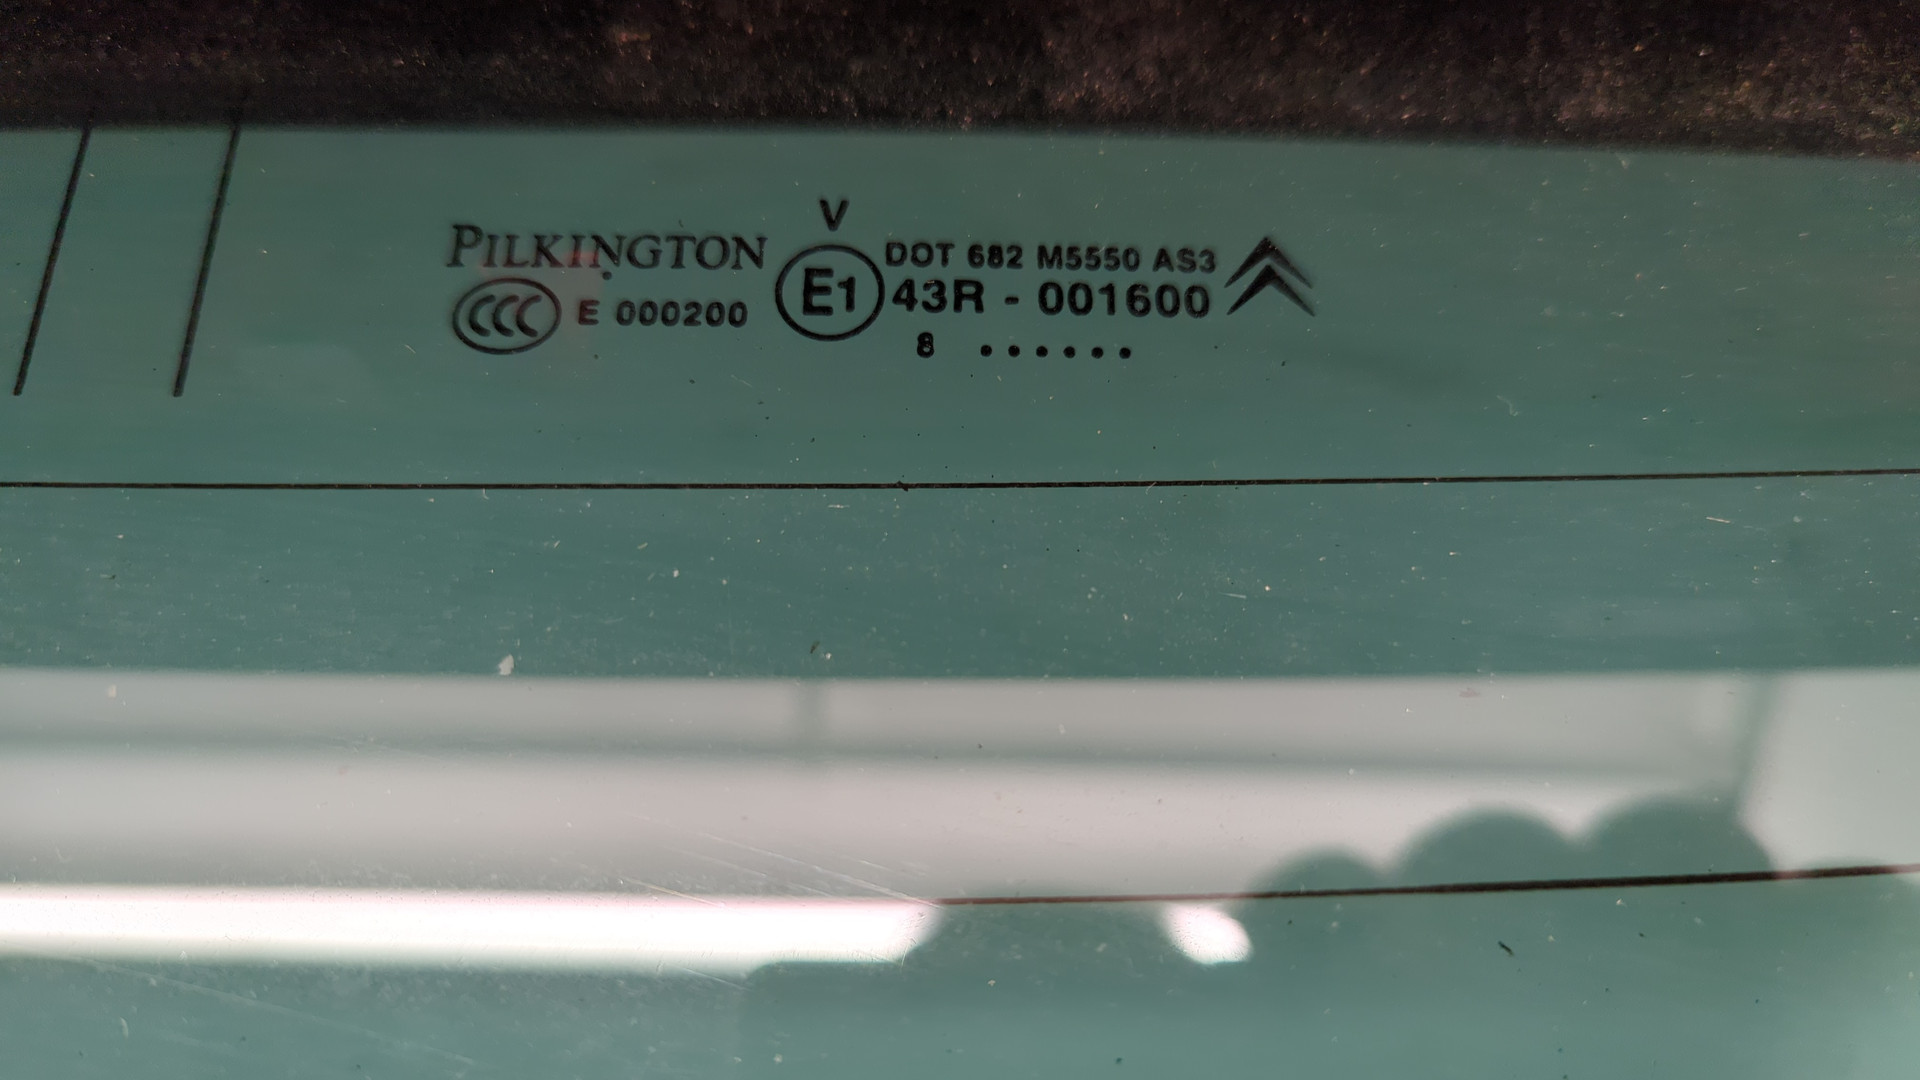 PILKINGTON
CCC E 000200
V
E1
DOT 682 M5550 AS3
43R - 001600
8 ......